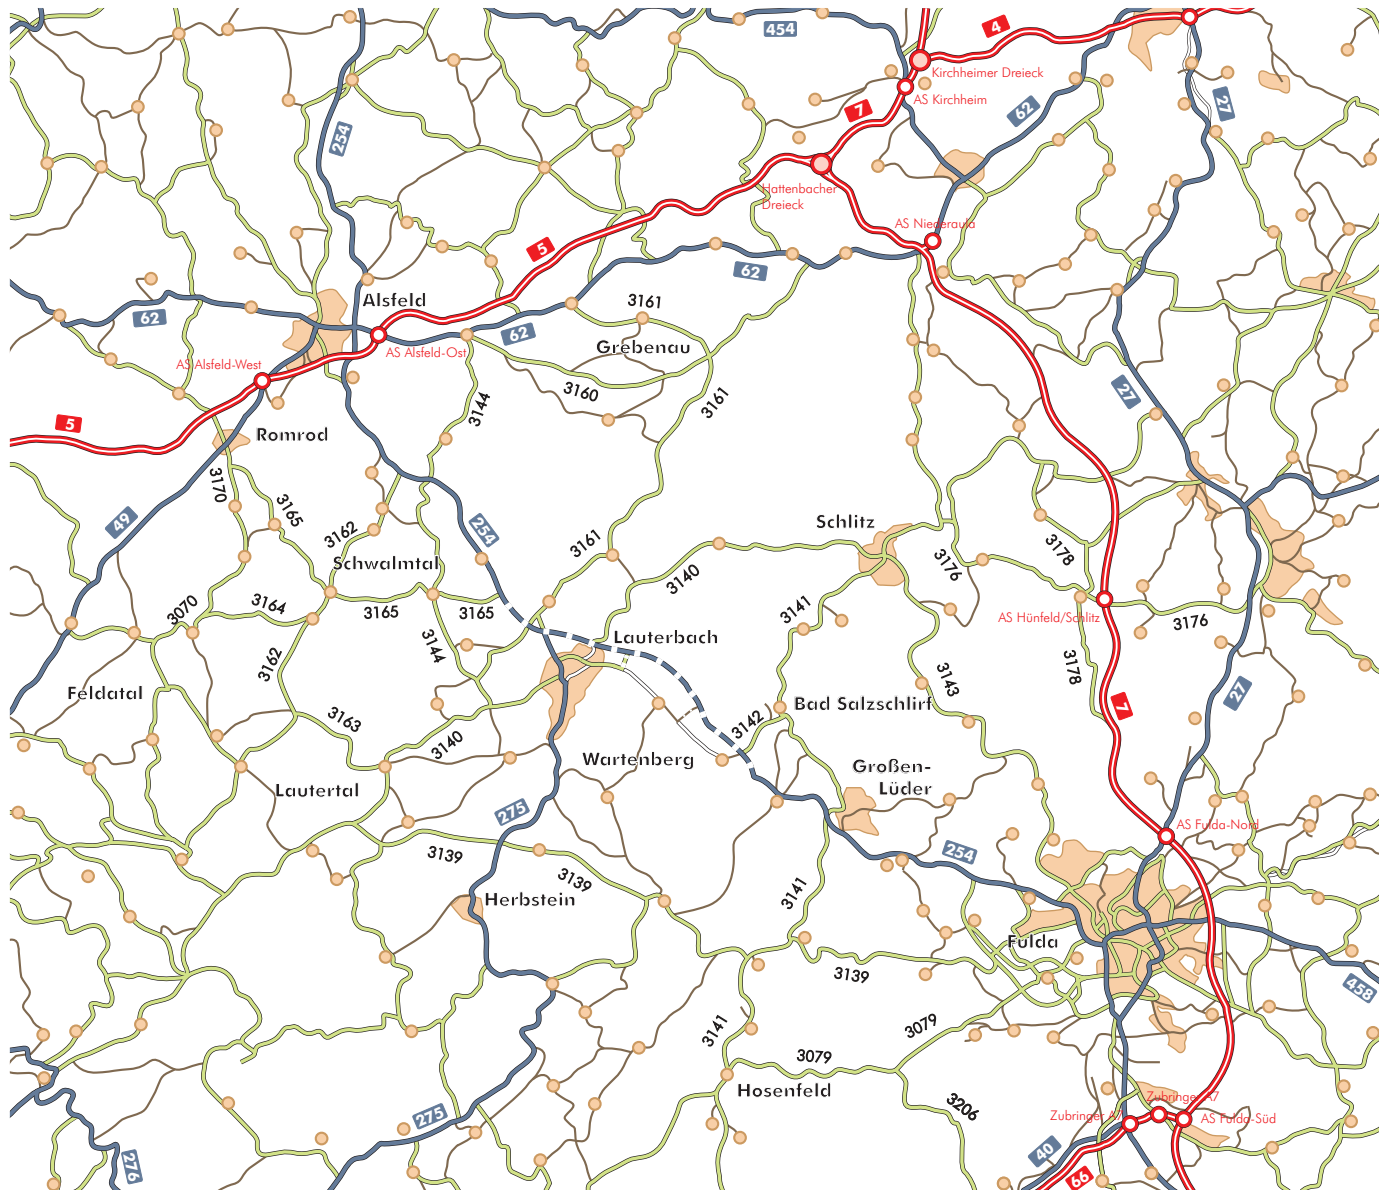 454
4
Kirchheimer Dreieck
AS Kirchheim
7
62
27
254
Hattenbacher
Dreieck
AS Niederaula
5
62
Alsfeld
3161
62
62
AS Alsfeld-Ost
Grebenau
AS Alsfeld-West
3160
3144
3161
27
5
Romrod
3170
3165
49
3162
254
3161
Schlitz
Schwalmtal
3140
3176
3178
3070
3164
3165
3165
3141
AS Hünfeld/Schlitz
3176
3144
Lauterbach
3162
3178
3143
Feldatal
27
7
3163
3142
Bad Salzschlirf
3140
Wartenberg
Großen-
Lüder
Lautertal
275
AS Fulda-Nord
3139
254
3139
Herbstein
3141
Fulda
3139
458
3141
3079
3079
Hosenfeld
3206
275
Zubringer A7
Zubringer A7
AS Fulda-Süd
40
276
66